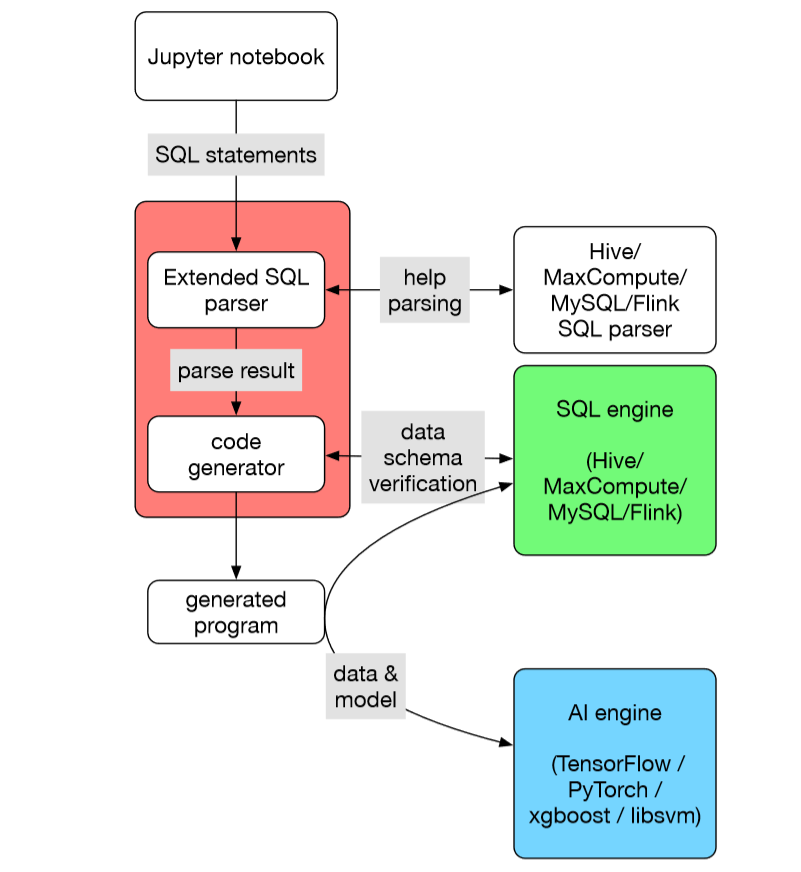 Jupyter notebook
SQL statements
Extended SQL
parser
help
parsing
Hive/
MaxCompute/
MySQL/Flink
SQL parser
parse result
code
generator
data
schema
verification
SQL engine
(Hive/
MaxCompute/
MySQL/Flink)
generated
program
data &
model
AI engine
(TensorFlow /
PyTorch /
xgboost / libsvm)